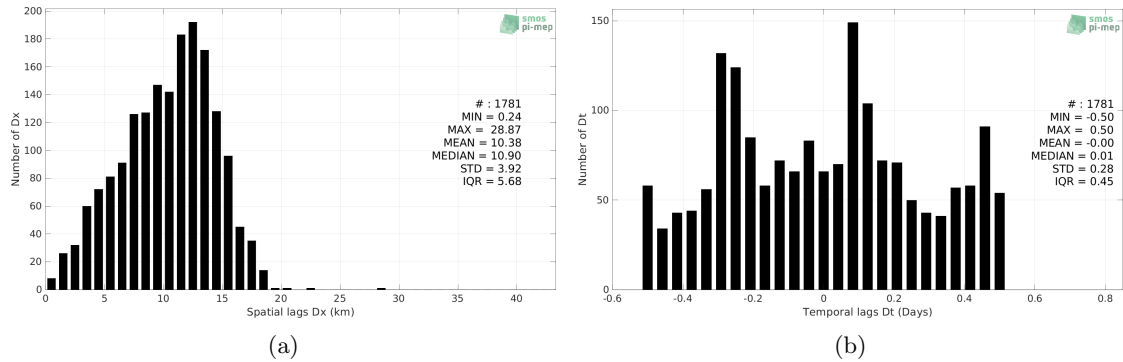 200
180
160
140
120
100
80
60
40
20
0
Number of Dx
0 5 10 15 20 25 30 35 40
Spatial lags Dx (km)
smos
pi-mep
# : 1781
MIN = 0.24
MAX = 28.87
MEAN = 10.38
MEDIAN = 10.90
STD = 3.92
IQR = 5.68
(a)
150
100
50
0
Number of Dt
-0.6 -0.4 -0.2 0 0.2 0.4 0.6 0.8
Temporal lags Dt (Days)
smos
pi-mep
# : 1781
MIN = -0.50
MAX = 0.50
MEAN = -0.00
MEDIAN = 0.01
STD = 0.28
IQR = 0.45
(b)